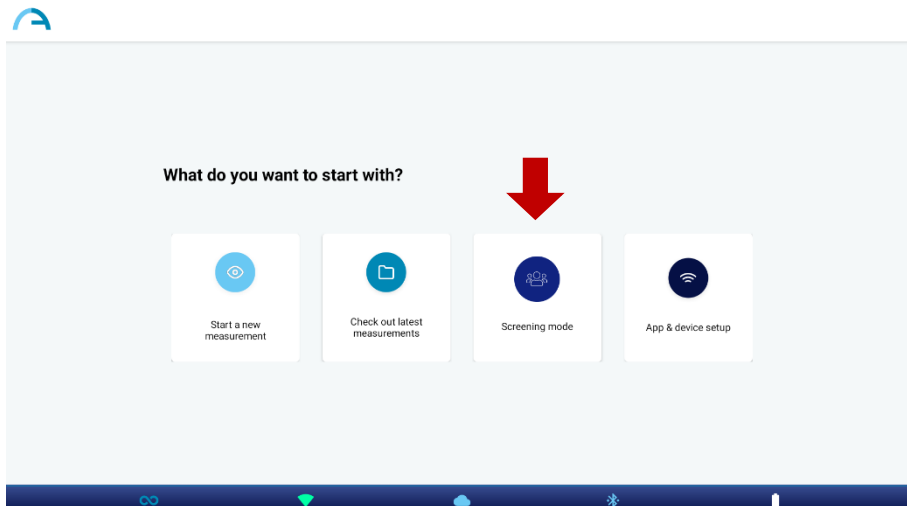 What do you want to start with?
Start a new
measurement
Check out latest
measurements
Screening mode
App & device setup